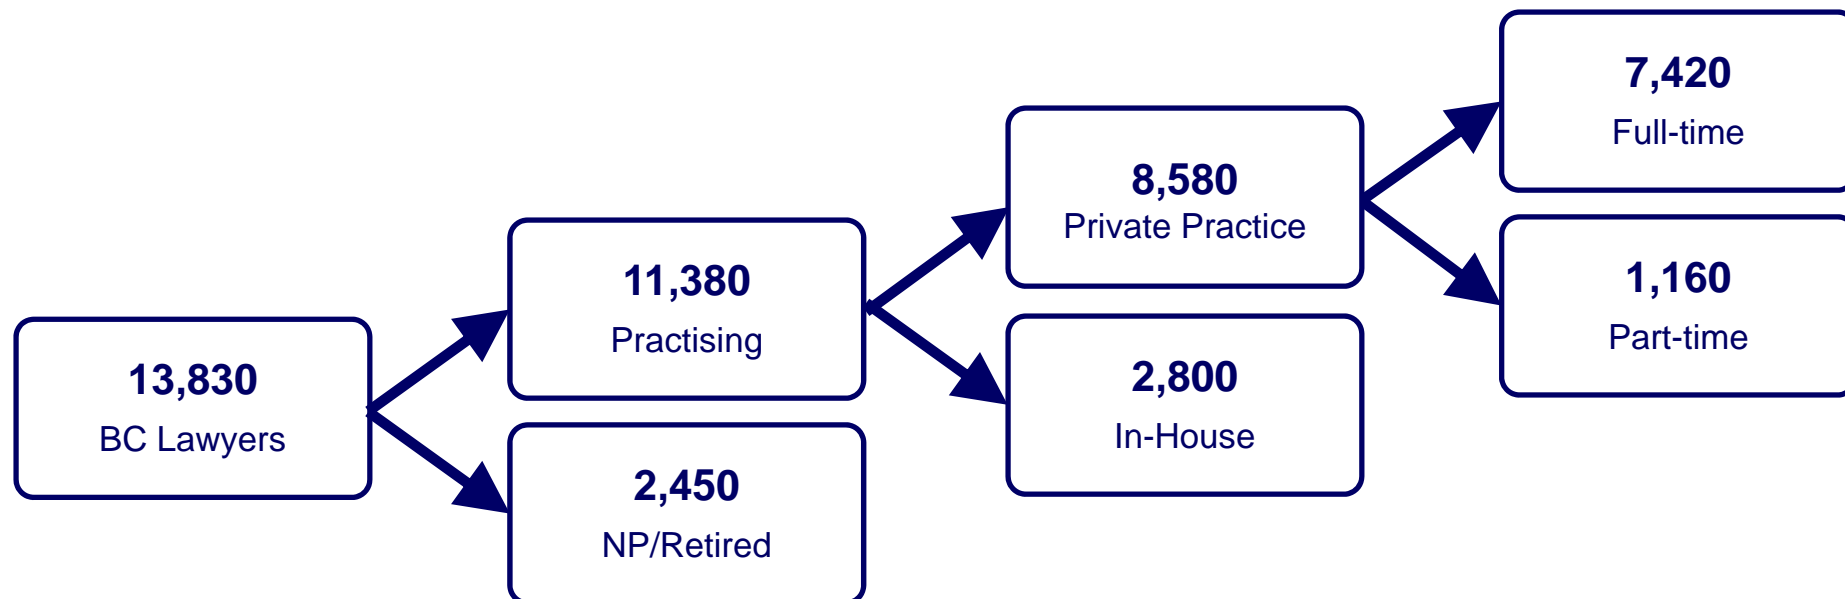 13,830
BC Lawyers
11,380
Practising
2,450
NP/Retired
8,580
Private Practice
2,800
In-House
7,420
Full-time
1,160
Part-time